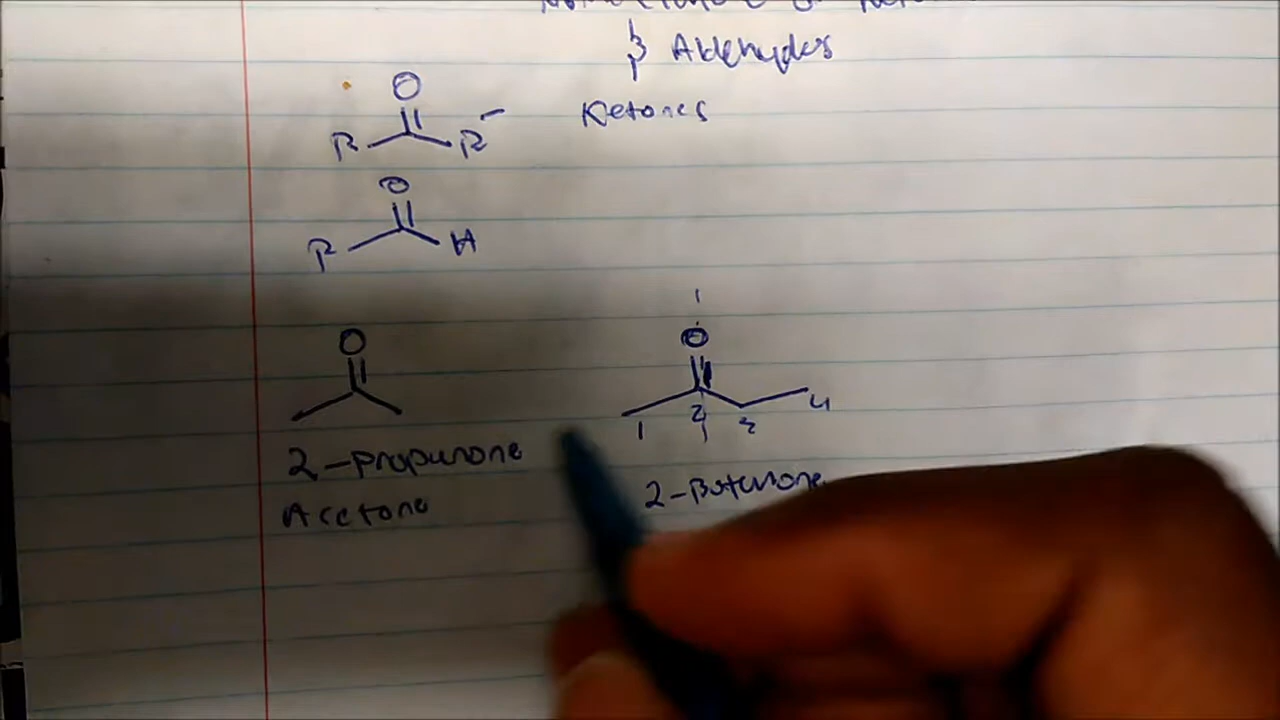 & Aldehydes
Ketones
O
R R'
O
R H
O
2-propanone
Acetone
O
1 2 3 4
2-Butanone